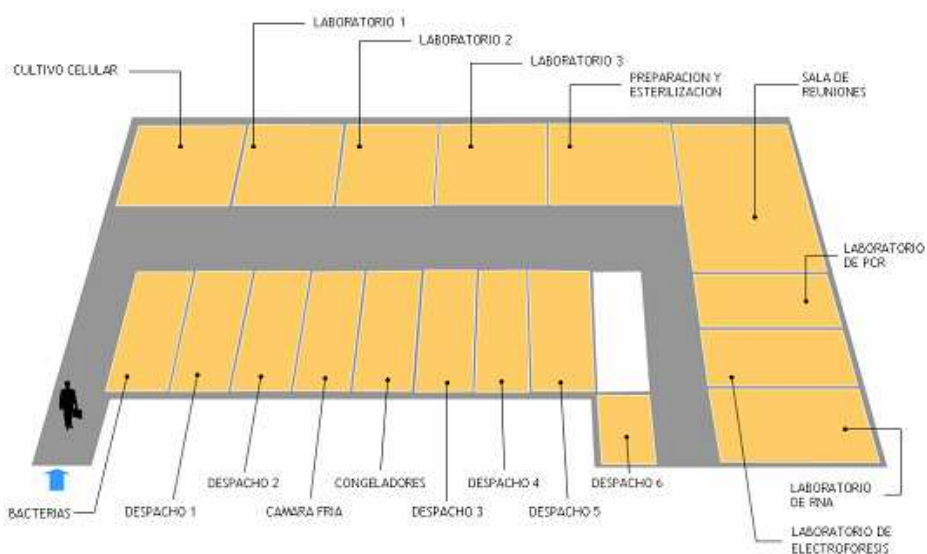 LABORATORIO 1
LABORATORIO 2
LABORATORIO 3
CULTIVO CELULAR
PREPARACION Y
ESTERILIZACION
SALA DE
REUNIONES
LABORATORIO
DE PCR
DESPACHO 2
CONGELADORES
DESPACHO 4
DESPACHO 6
BACTERIAS
DESPACHO 1
CAMARA FRIA
DESPACHO 3
DESPACHO 5
LABORATORIO
DE RNA
LABORATORIO DE
ELECTROFORESIS